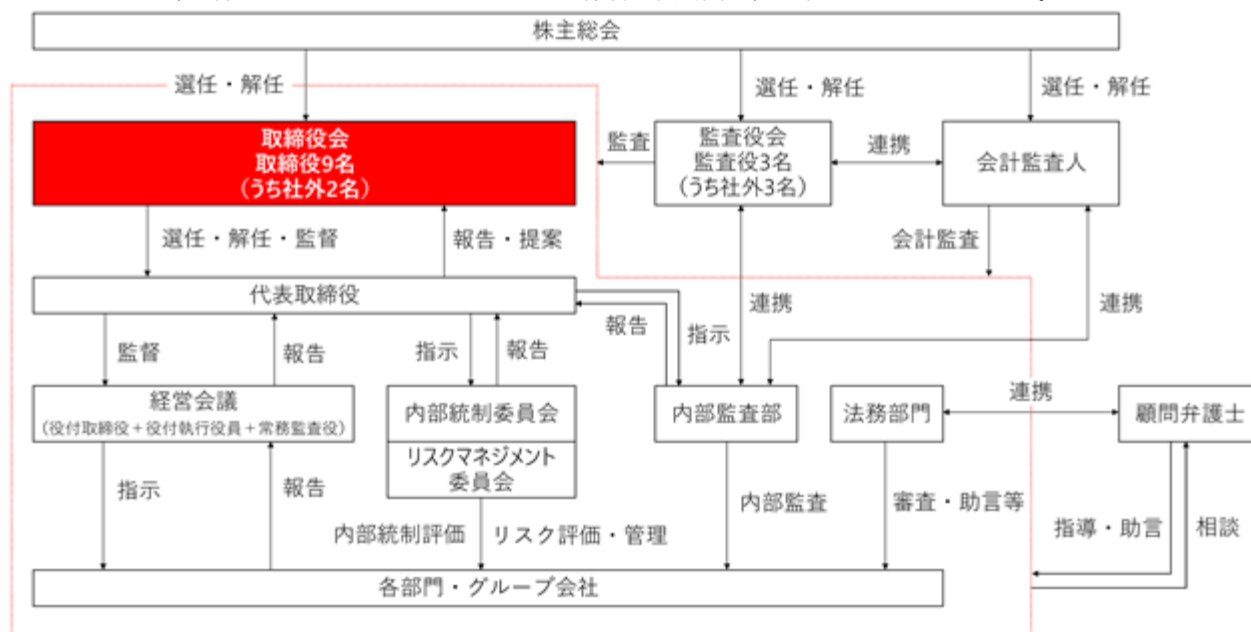 株主総会
選任・解任
選任・解任
選任・解任
取締役会
取締役9名
（うち社外2名）
監査
監査役会
監査役3名
（うち社外3名）
連携
会計監査人
選任・解任・監督
報告・提案
会計監査
代表取締役
連携
連携
報告
指示
監督
報告
指示
報告
経営会議
（役付取締役＋役付執行役員＋常務監査役）
内部統制委員会
リスクマネジメント
委員会
内部監査部
法務部門
連携
顧問弁護士
指示
報告
内部統制評価
リスク評価・管理
内部監査
審査・助言等
指導・助言
相談
各部門・グループ会社